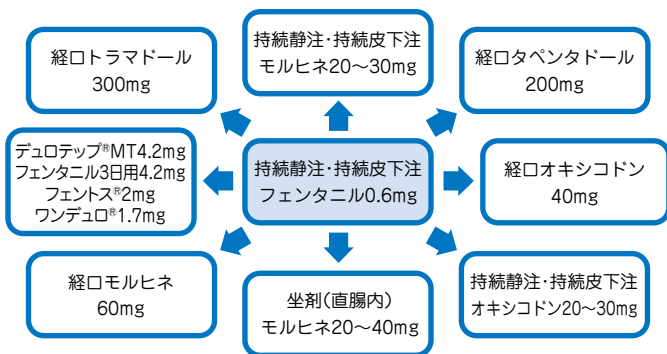 経口トラマドール
300mg
持続静注・持続皮下注
モルヒネ20～30mg
経口タペンタドール
200mg
デュロテップ®MT4.2mg
フェンタニル3日用4.2mg
フェントス®2mg
ワンデュロ®1.7mg
持続静注・持続皮下注
フェンタニル0.6mg
経口オキシコドン
40mg
経口モルヒネ
60mg
坐剤(直腸内)
モルヒネ20～40mg
持続静注・持続皮下注
オキシコドン20～30mg